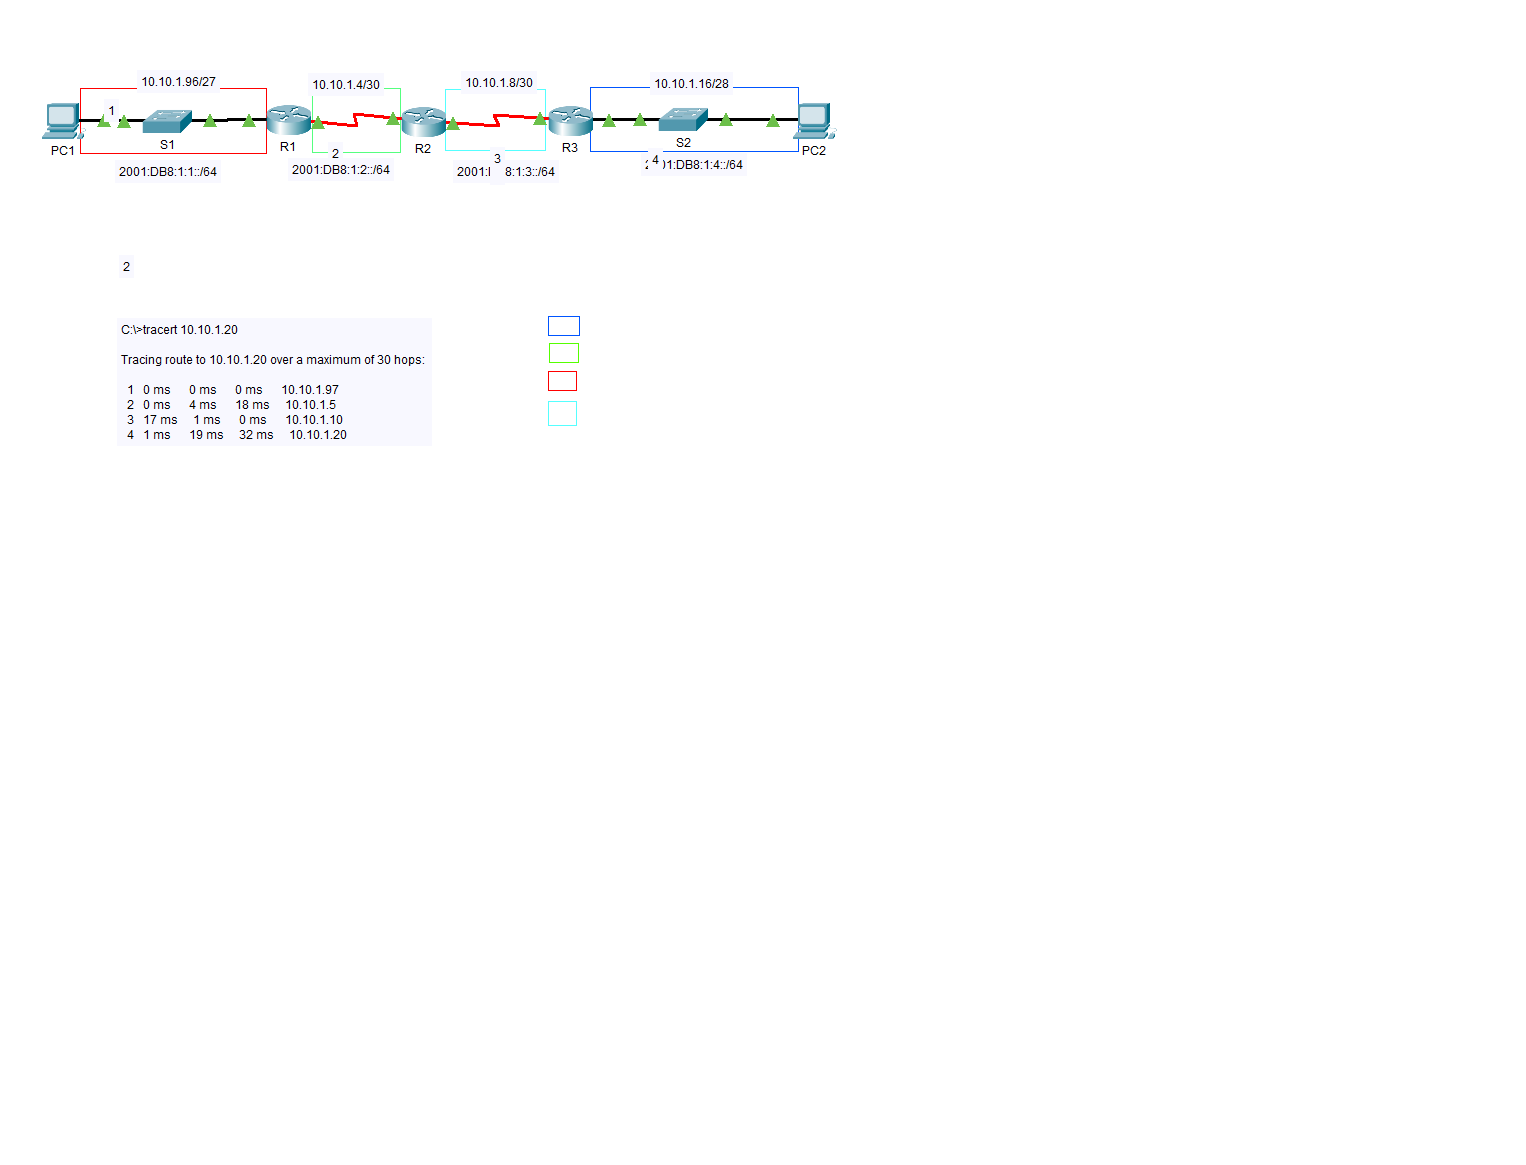 10.10.1.96/27
10.10.1.4/30
10.10.1.8/30
10.10.1.16/28
1
PC1
S1
R1
2
R2
3
R3
S2
4
PC2
2001:DB8:1:1::/64
2001:DB8:1:2::/64
2001: 8:1:3::/64
01:DB8:1:4::/64
2
C:\>tracert 10.10.1.20
Tracing route to 10.10.1.20 over a maximum of 30 hops:
1 0 ms 0 ms 0 ms 10.10.1.97
2 0 ms 4 ms 18 ms 10.10.1.5
3 17 ms 1 ms 0 ms 10.10.1.10
4 1 ms 19 ms 32 ms 10.10.1.20